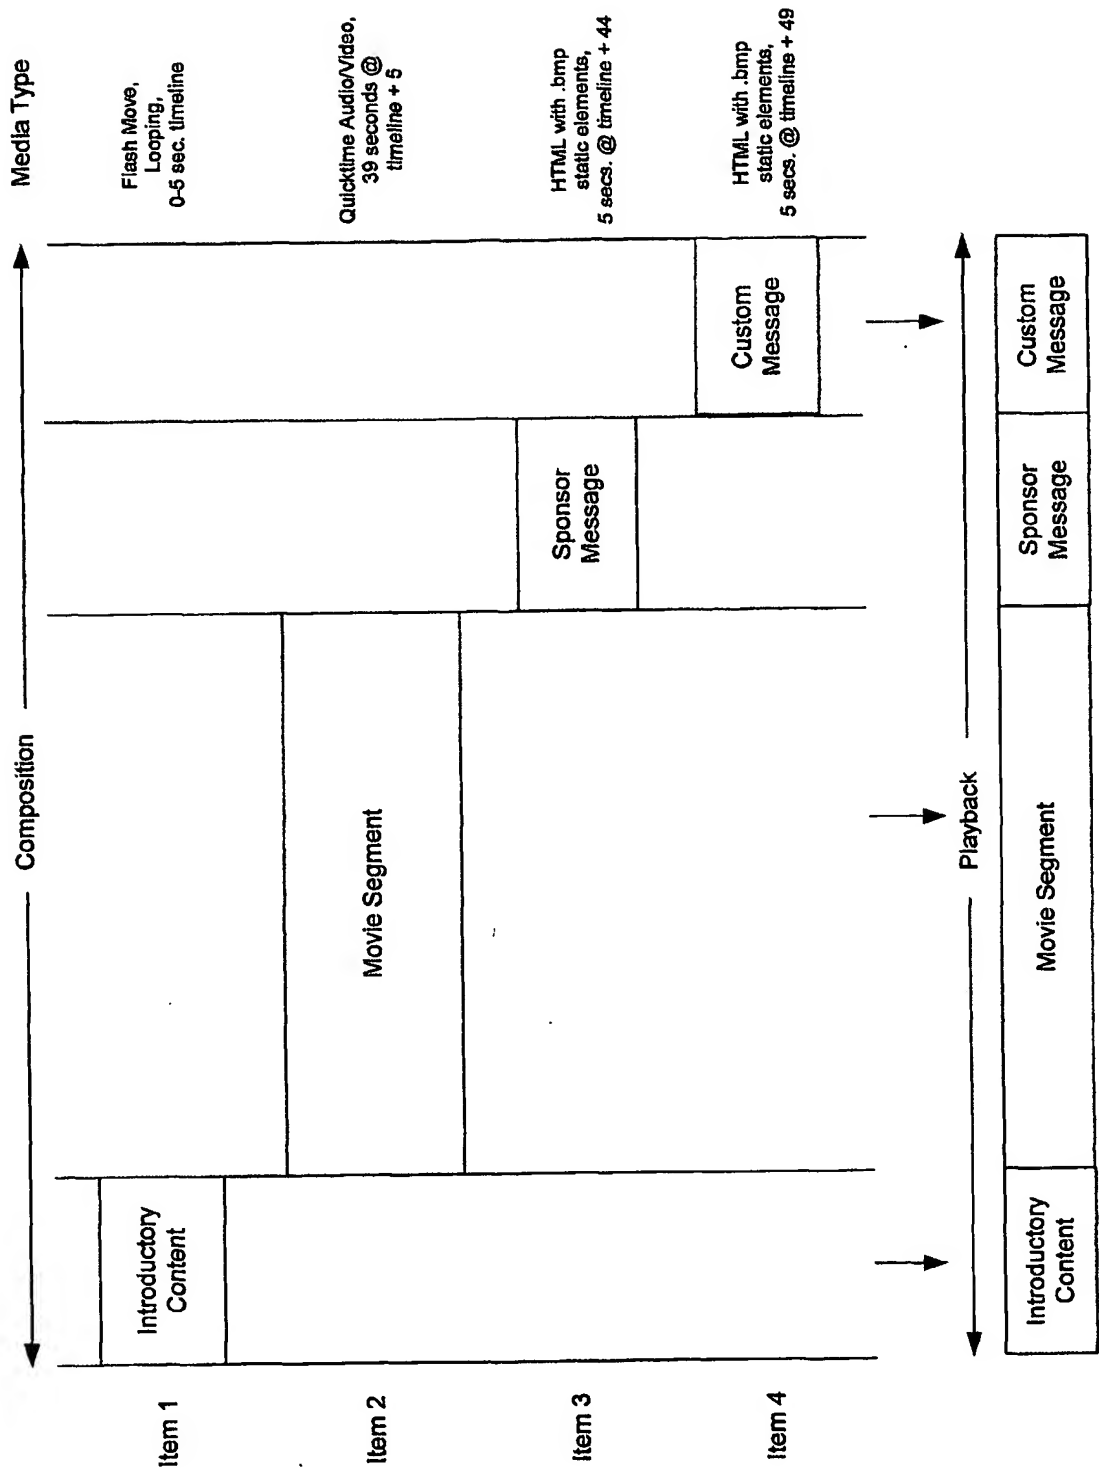 Composition
Media Type
Item 1
Introductory
Content
Flash Move,
Looping,
0-5 sec. timeline
Item 2
Movie Segment
Quicktime Audio/Video,
39 seconds @
timeline + 5
Item 3
Sponsor
Message
HTML with .bmp
static elements,
5 secs. @ timeline + 44
Item 4
Custom
Message
HTML with .bmp
static elements,
5 secs. @ timeline + 49
Playback
Introductory
Content
Movie Segment
Sponsor
Message
Custom
Message